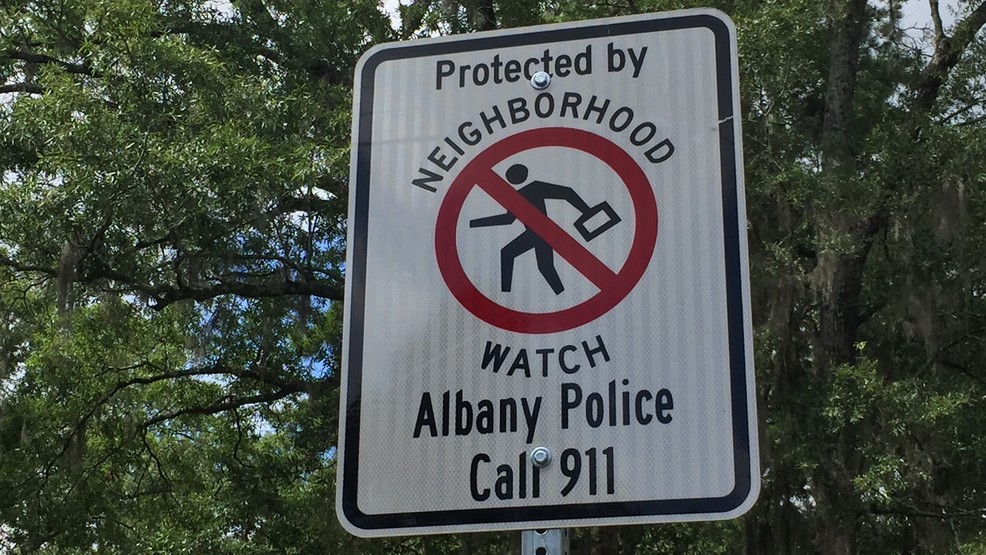 Protected by
NEIGHBORHOOD
WATCH
Albany Police
Call 911